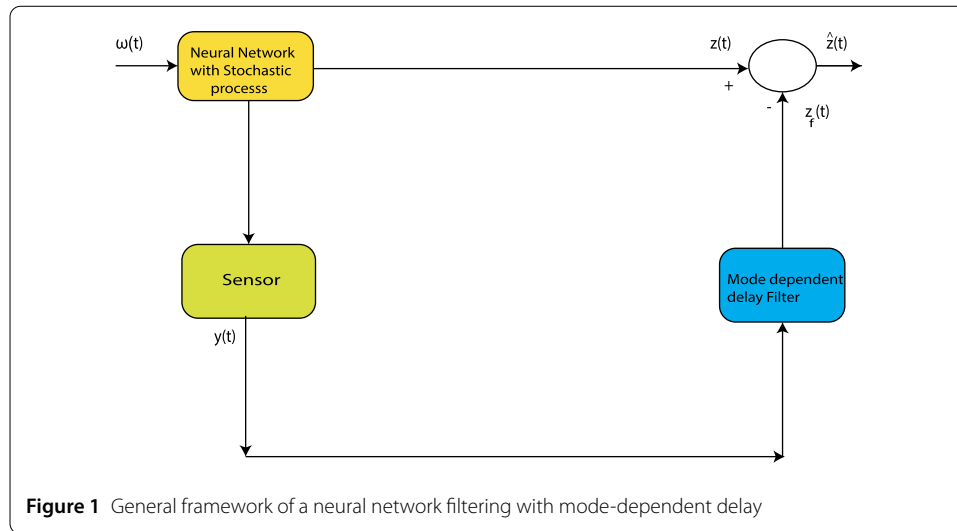 ω(t)
Neural Network
with Stochastic
processs
z(t)
ẑ(t)
+
-
z_f(t)
Sensor
Mode dependent
delay Filter
y(t)
Figure 1 General framework of a neural network filtering with mode-dependent delay